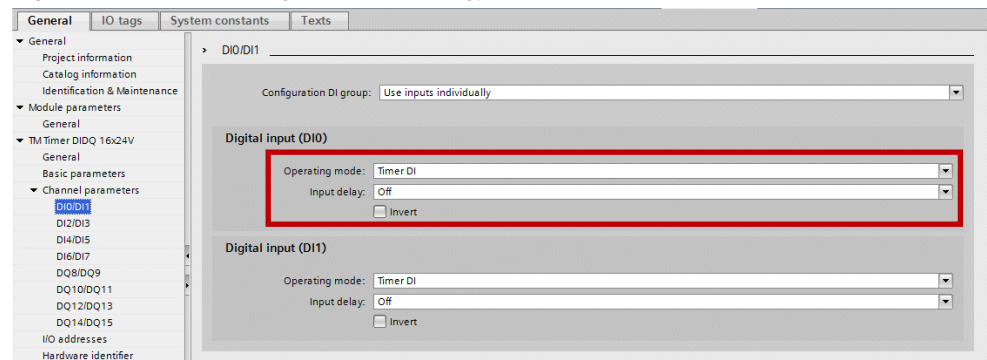 General IO tags System constants Texts
General
Project information
Catalog information
Identification & Maintenance
Module parameters
General
TM Timer DIDQ 16x24V
General
Basic parameters
Channel parameters
DI0/DI1
DI2/DI3
DI4/DI5
DI6/DI7
DQ8/DQ9
DQ10/DQ11
DQ12/DQ13
DQ14/DQ15
I/O addresses
Hardware identifier
DI0/DI1
Configuration DI group: Use inputs individually
Digital input (DI0)
Operating mode: Timer DI
Input delay: Off
Invert
Digital input (DI1)
Operating mode: Timer DI
Input delay: Off
Invert